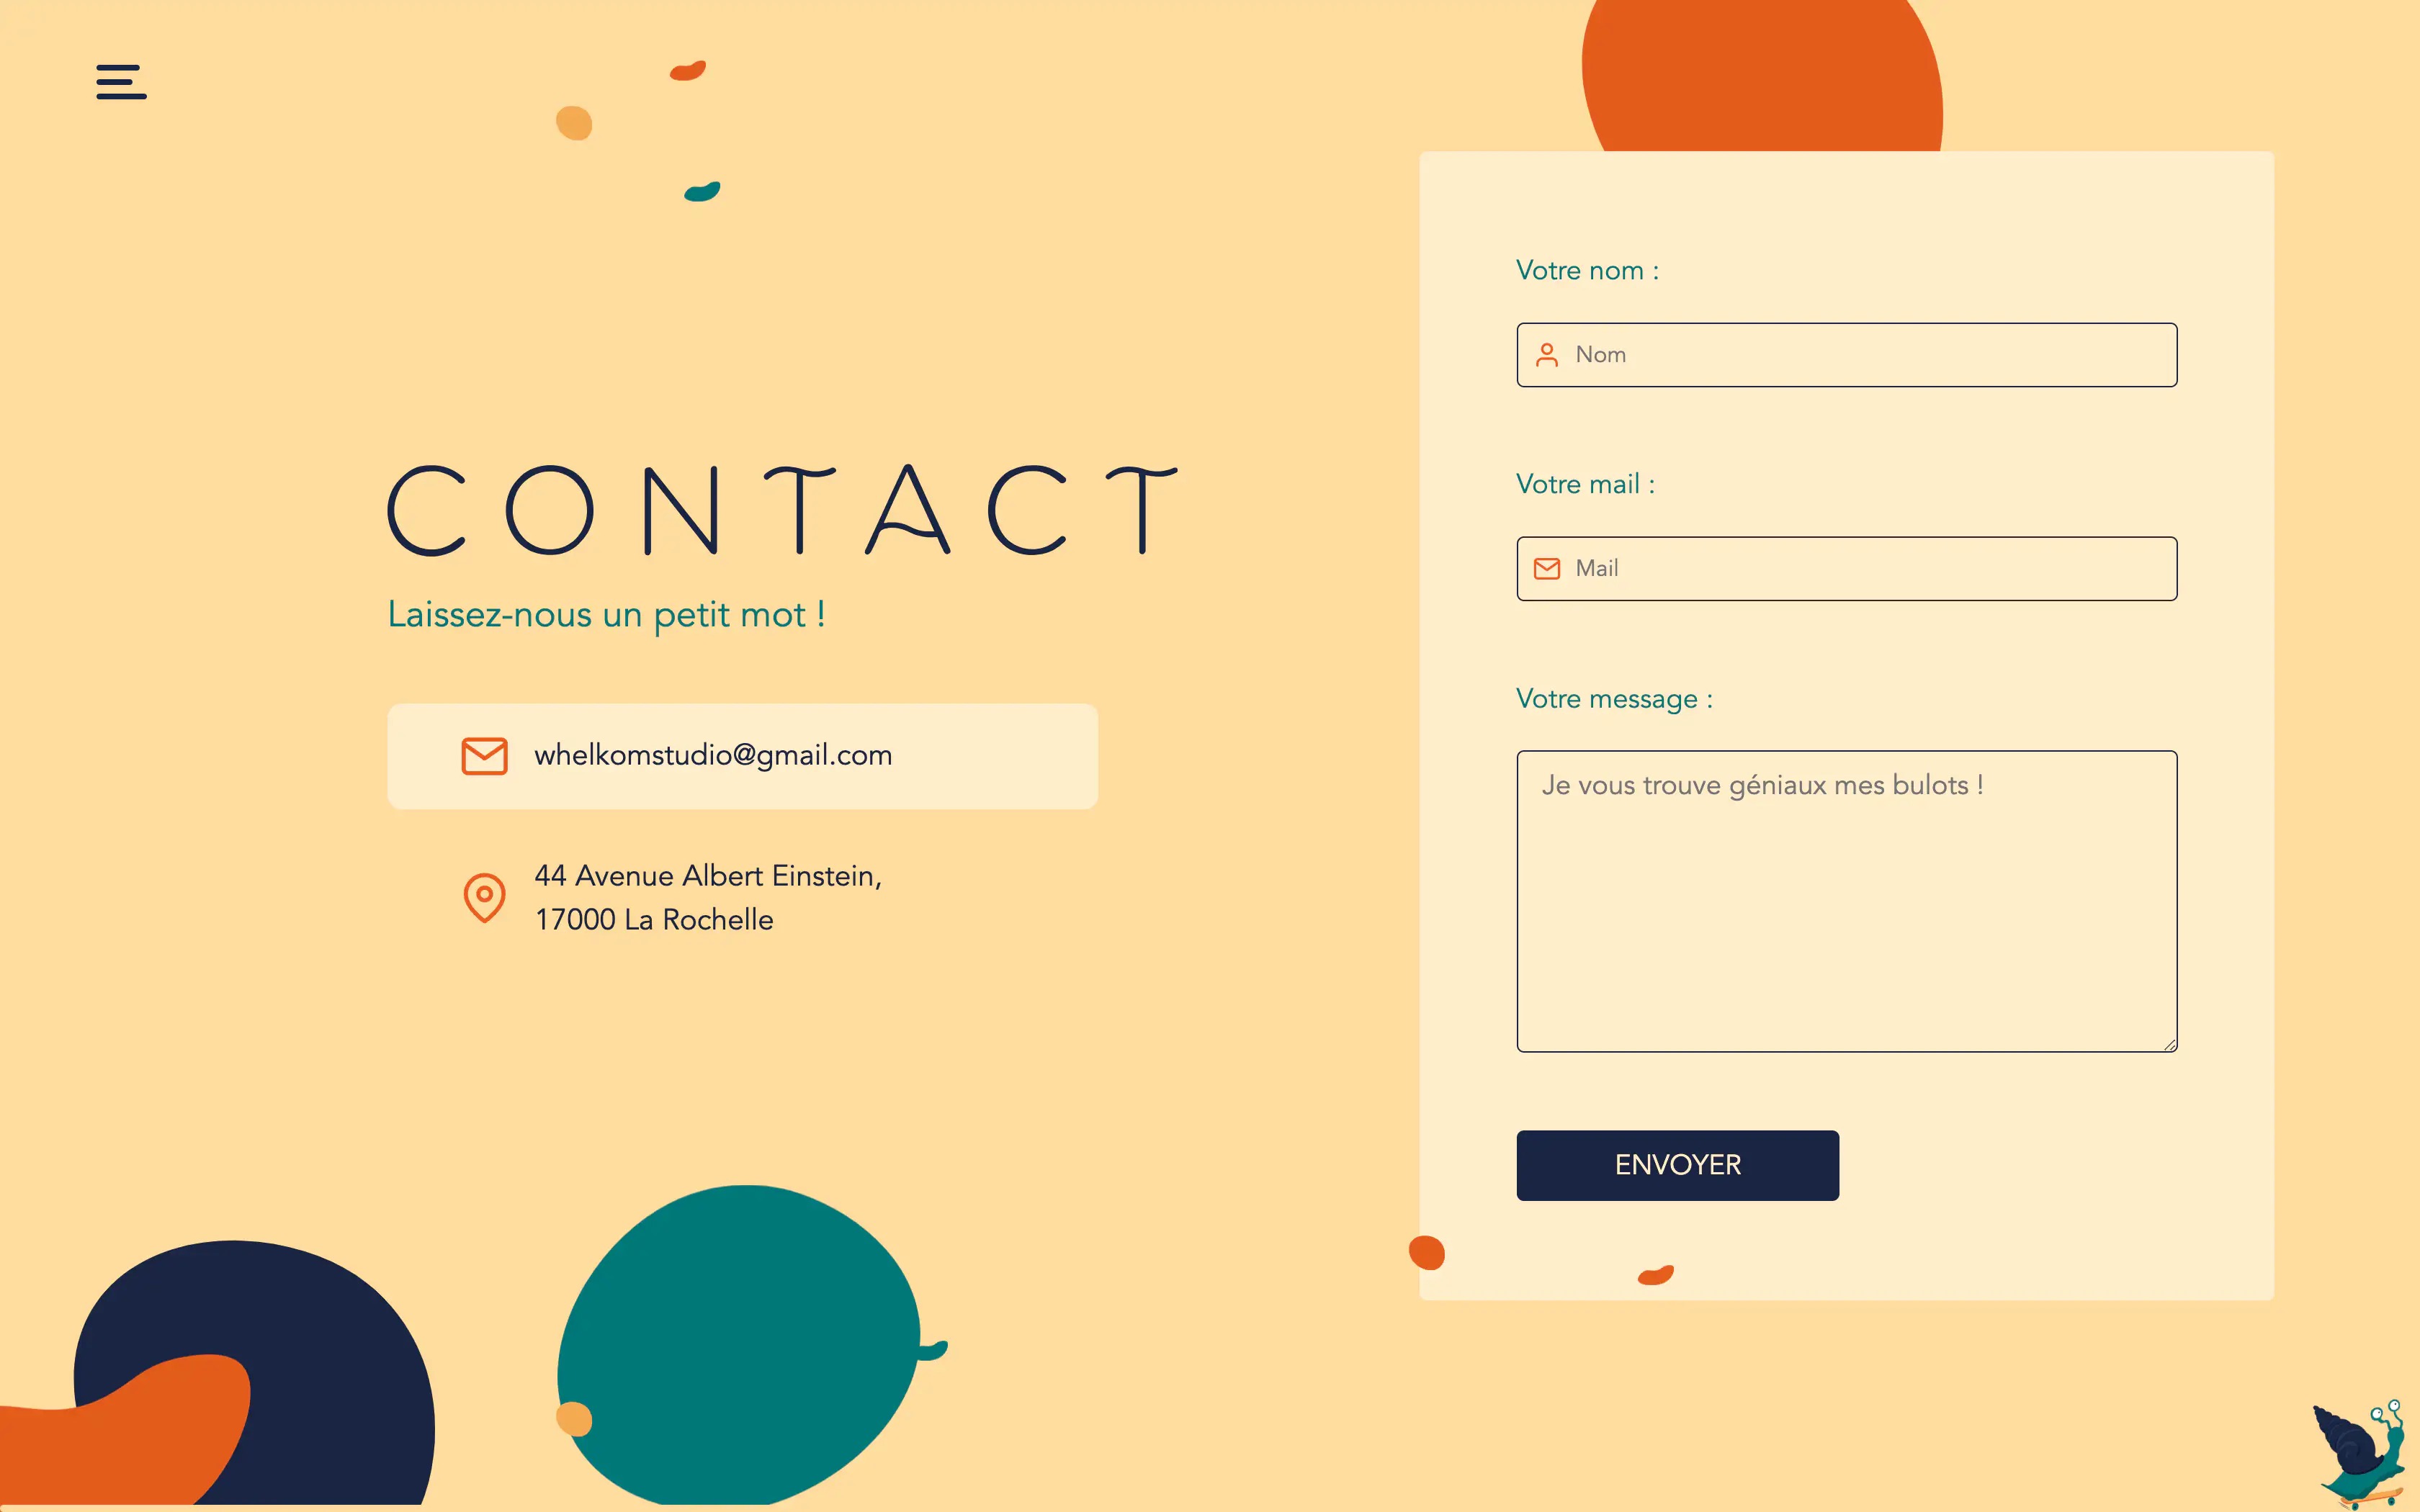 CONTACT
Laissez-nous un petit mot !
whelkomstudio@gmail.com
44 Avenue Albert Einstein,
17000 La Rochelle
Votre nom :
Nom
Votre mail :
Mail
Votre message :
Je vous trouve géniaux mes bulots !
ENVOYER